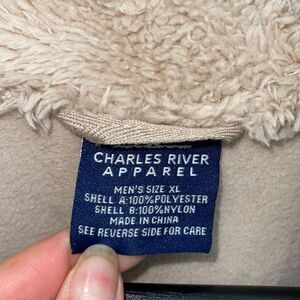 CHARLES RIVER
APPAREL
MEN'S SIZE XL
SHELL A:100%POLYESTER
SHELL B:100%NYLON
MADE IN CHINA
SEE REVERSE SIDE FOR CARE